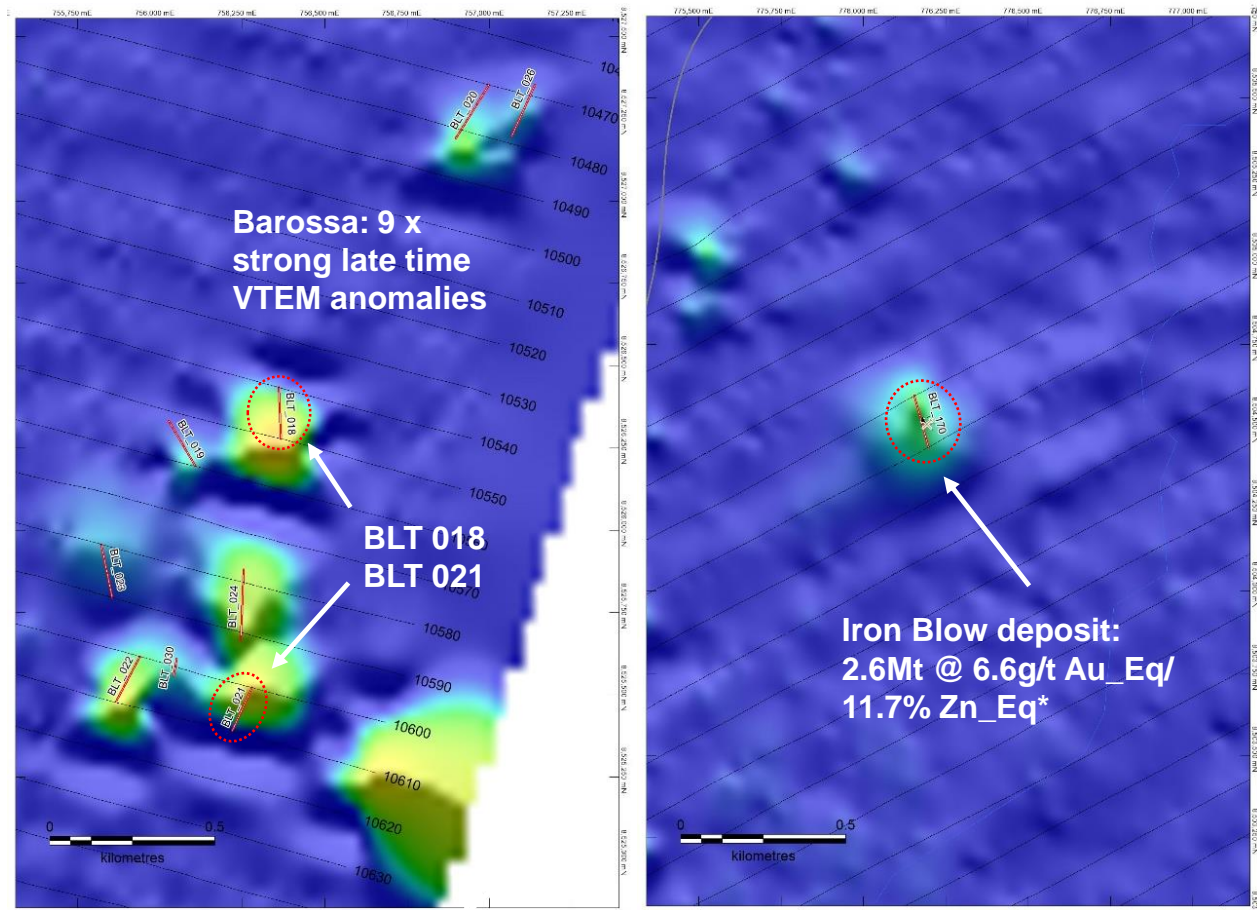 755,750 mE
756,000 mE
756,250 mE
756,500 mE
756,750 mE
757,000 mE
757,250 mE
10470
10480
10490
10500
10510
10520
10530
10540
10550
10570
10580
10590
10600
10610
10620
10630
BLT_020
BLT_026
Barossa: 9 x
strong late time
VTEM anomalies
BLT_018
BLT_019
BLT 018
BLT 021
BLT_023
BLT_024
BLT_022
BLT_030
BLT_021
0
0.5
kilometres
775,500 mE
775,750 mE
776,000 mE
776,250 mE
776,500 mE
776,750 mE
777,000 mE
BLT_170
Iron Blow deposit:
2.6Mt @ 6.6g/t Au_Eq/
11.7% Zn_Eq*
0
0.5
kilometres